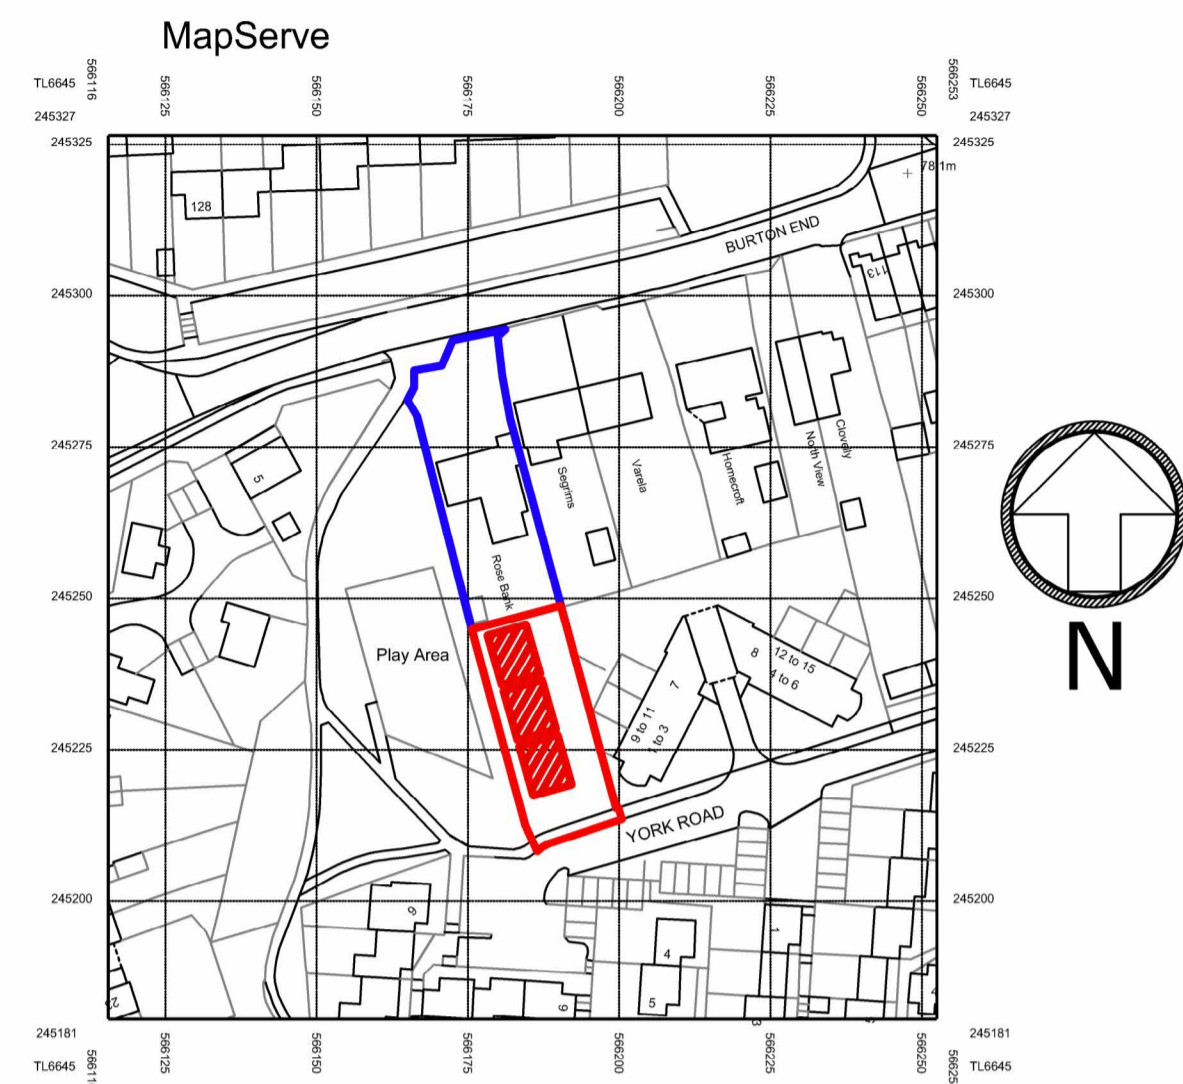 MapServe
566116
566125
566150
566175
566200
566225
566250
566253
TL6645
TL6645
245327
245327
245325
245325
128
78.1m
BURTON END
113
245300
245300
245275
245275
5
Segrims
Varela
Homecroft
North View
Clovelly
Rose Bank
245250
245250
Play Area
7
9 to 11
1 to 3
8
12 to 15
4 to 6
N
245225
245225
YORK ROAD
245200
245200
9
1
4
5
9
245181
245181
TL6645
TL6645
566125
566150
566175
566200
566225
566250